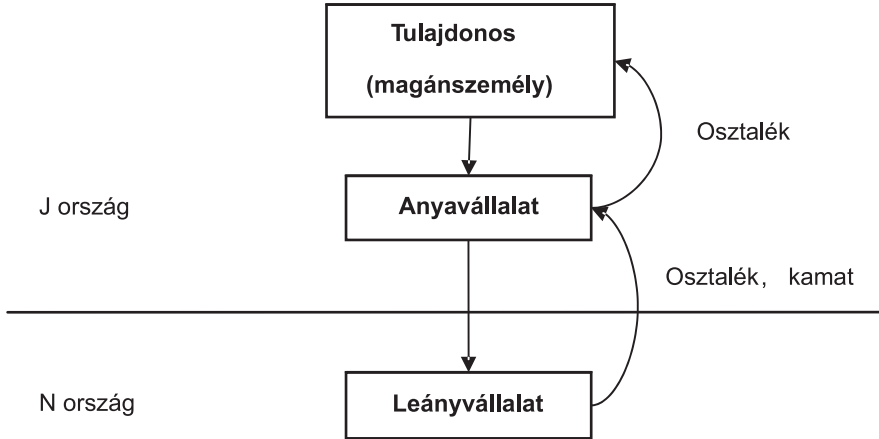 Tulajdonos
(magánszemély)
Osztalék
J ország
Anyavállalat
Osztalék, kamat
N ország
Leányvállalat